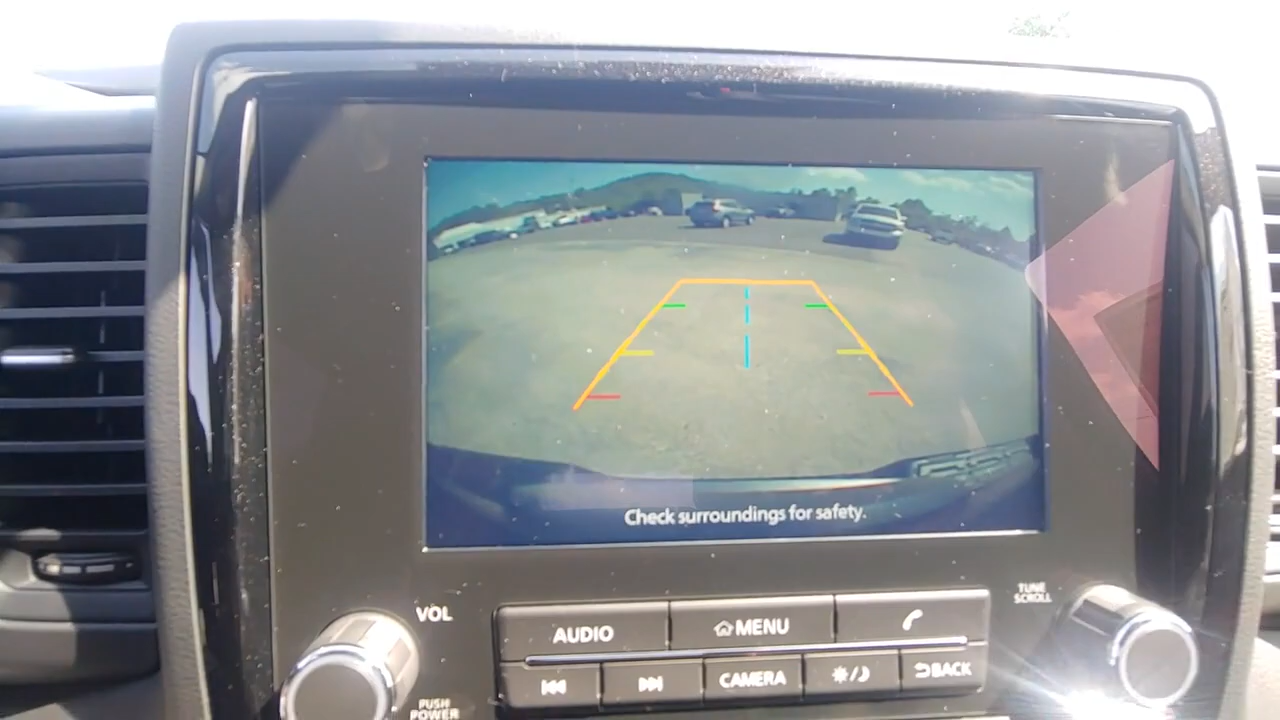 Check surroundings for safety.
VOL
TUNE
SCROLL
AUDIO
MENU
CAMERA
BACK
PUSH
POWER